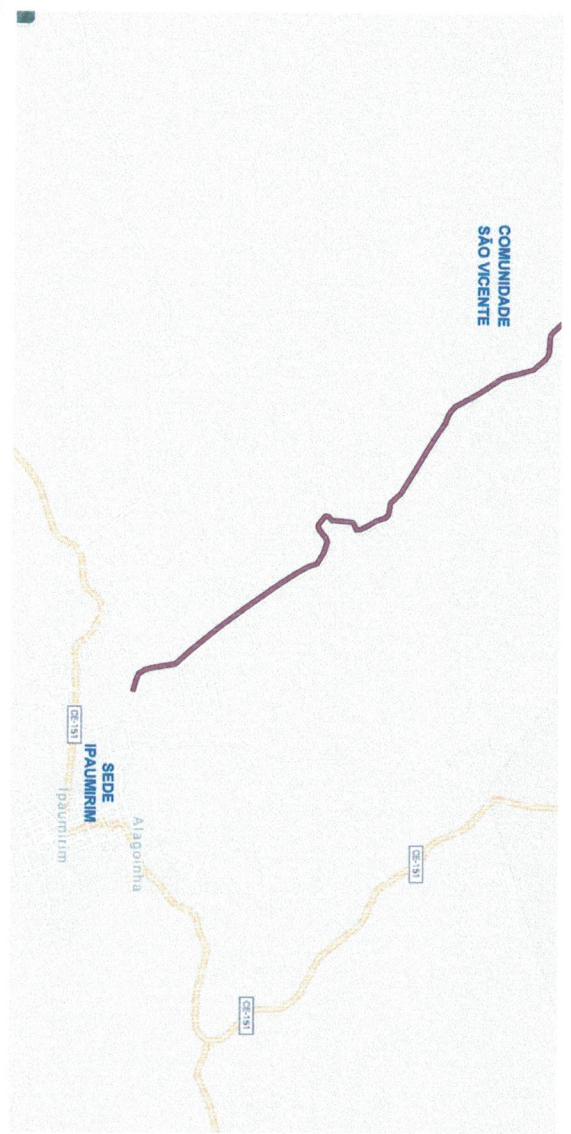 COMUNIDADE
SÃO VICENTE
CE-151
SEDE
IPAUMIRIM
Ipaumirim
Alagoinha
CE-151
CE-151